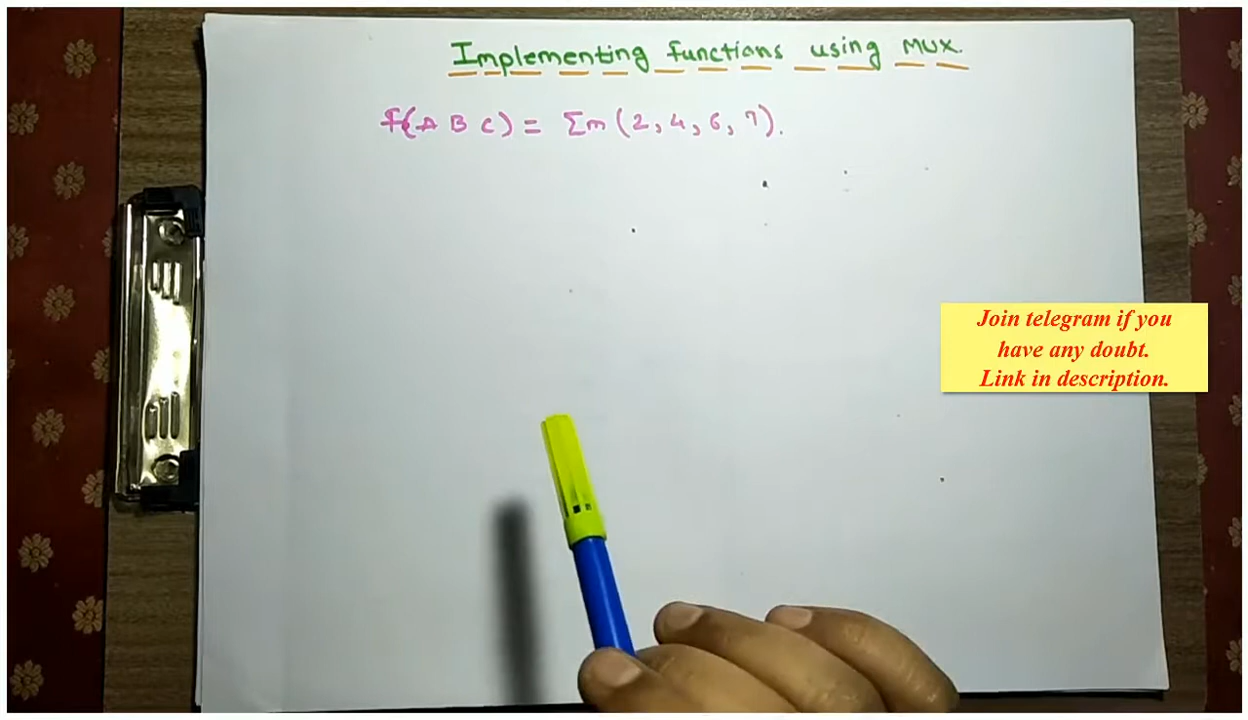 Implementing functions using MUX.
f(A B C) = Σm (2, 4, 6, 7).
Join telegram if you
have any doubt.
Link in description.